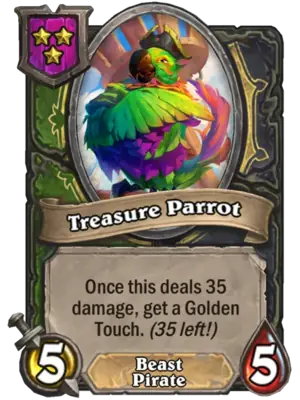 Treasure Parrot
Once this deals 35
damage, get a Golden
Touch. (35 left!)
5
Beast
Pirate
5